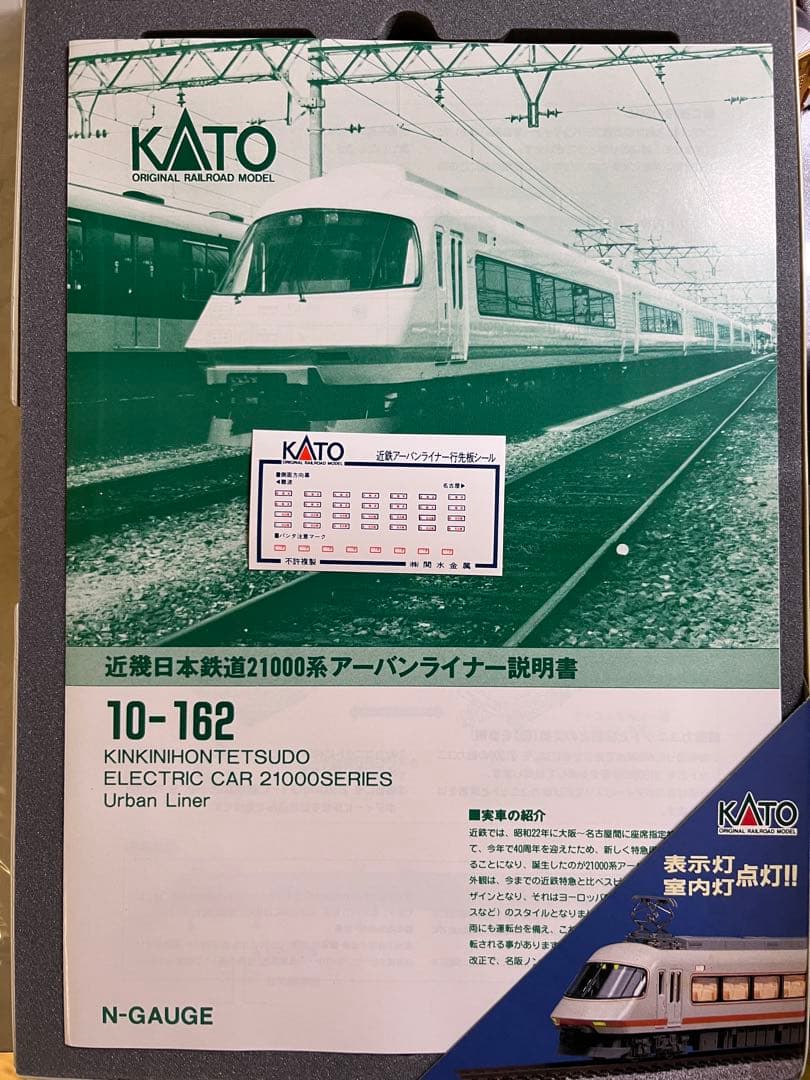 KATO
ORIGINAL RAILROAD MODEL
KATO
ORIGINAL RAILROAD MODEL
近鉄アーバンライナー行先板シール
■側面方向幕
◀難波
名古屋▶
■パンタ注意マーク
不許複製
㈱関水金属
近畿日本鉄道21000系アーバンライナー説明書
10-162
KINKINIHONTETSUDO
ELECTRIC CAR 21000SERIES
Urban Liner
■実車の紹介
近鉄では、昭和22年に大阪〜名古屋間に座席指定
て、今年で40周年を迎えたため、新しく特急
ることになり、誕生したのが21000系アー
外観は、今までの近鉄特急と比べスピ
ザインとなり、それはヨーロッパ
スなど）のスタイルとなりま
両にも運転台を備え、これ
転される事があります
改正で、名阪ノン
N-GAUGE
KATO
ORIGINAL RAILROAD MODEL
表示灯
室内灯点灯!!